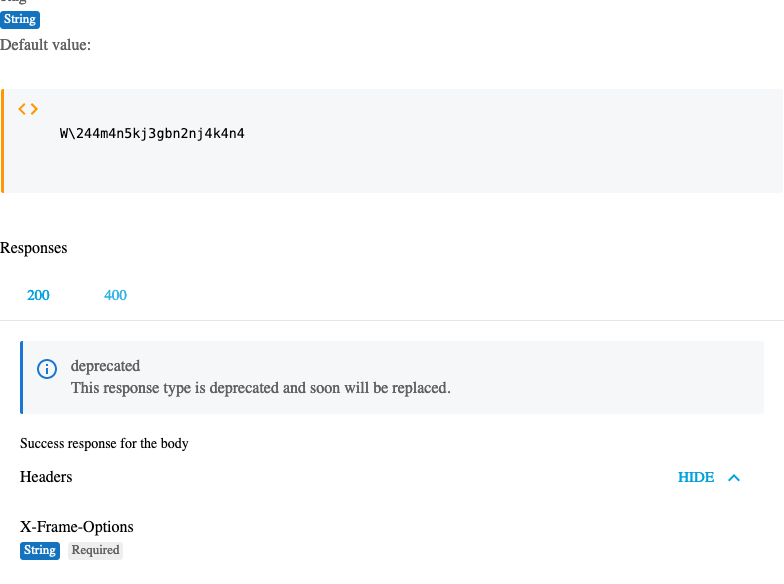 String
Default value:
W\244m4n5kj3gbn2nj4k4n4
Responses
200 400
deprecated
This response type is deprecated and soon will be replaced.
Success response for the body
Headers HIDE
X-Frame-Options
String Required